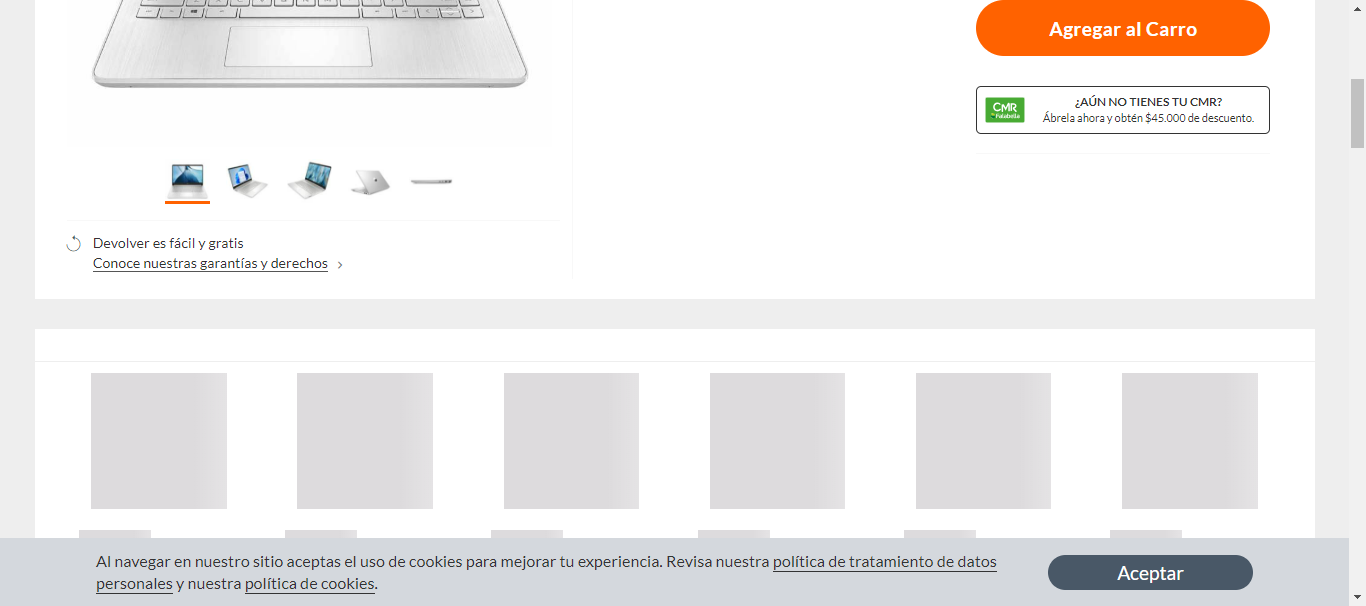 Agregar al Carro
CMR
Falabella
¿AÚN NO TIENES TU CMR?
Ábrela ahora y obtén $45.000 de descuento.
Devolver es fácil y gratis
Conoce nuestras garantías y derechos
Al navegar en nuestro sitio aceptas el uso de cookies para mejorar tu experiencia. Revisa nuestra política de tratamiento de datos
personales y nuestra política de cookies.
Aceptar